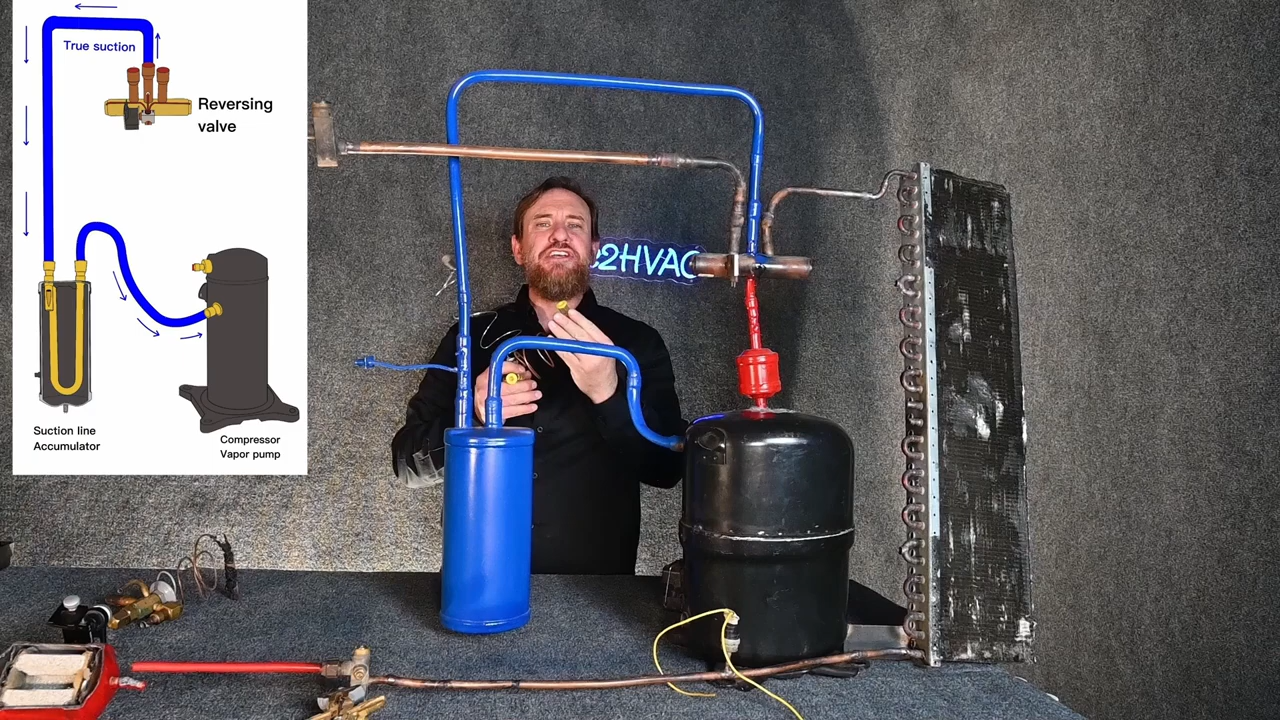 True suction
Reversing
valve
Suction line
Accumulator
Compressor
Vapor pump
2HVAC